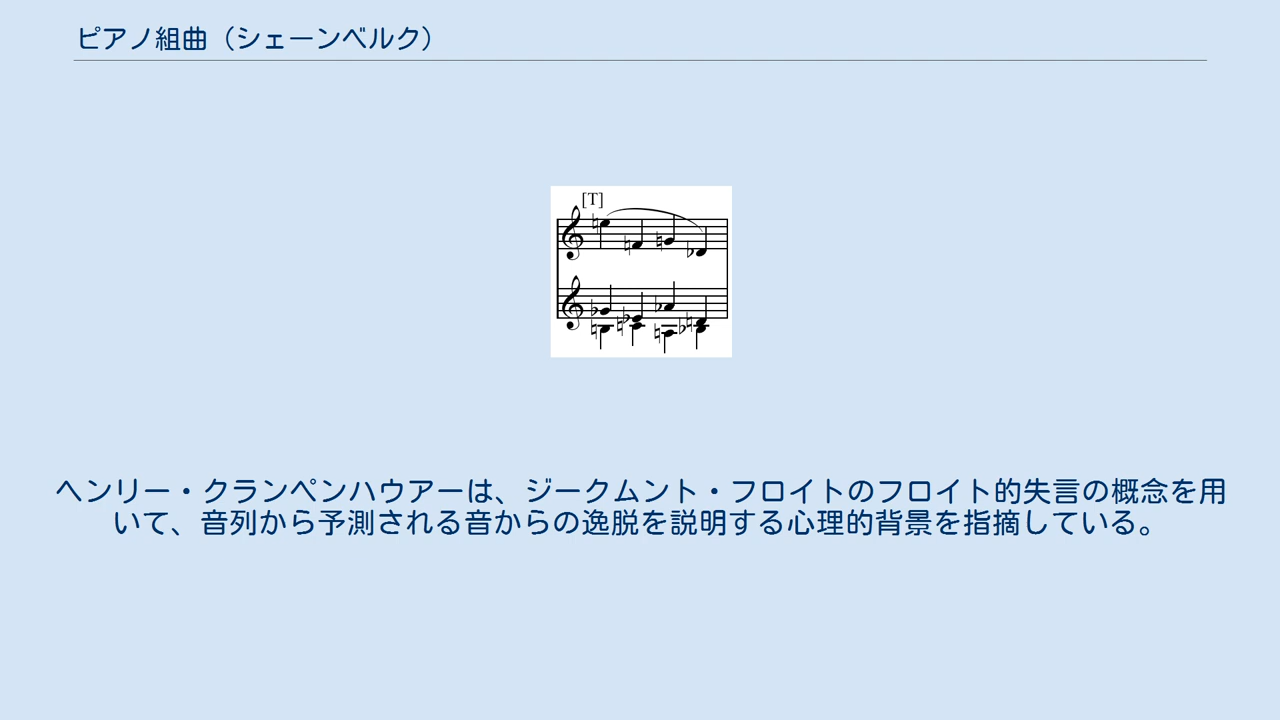 ピアノ組曲（シェーンベルク）
[T]
ヘンリー・クランペンハウアーは、ジークムント・フロイトのフロイト的失言の概念を用
いて、音列から予測される音からの逸脱を説明する心理的背景を指摘している。